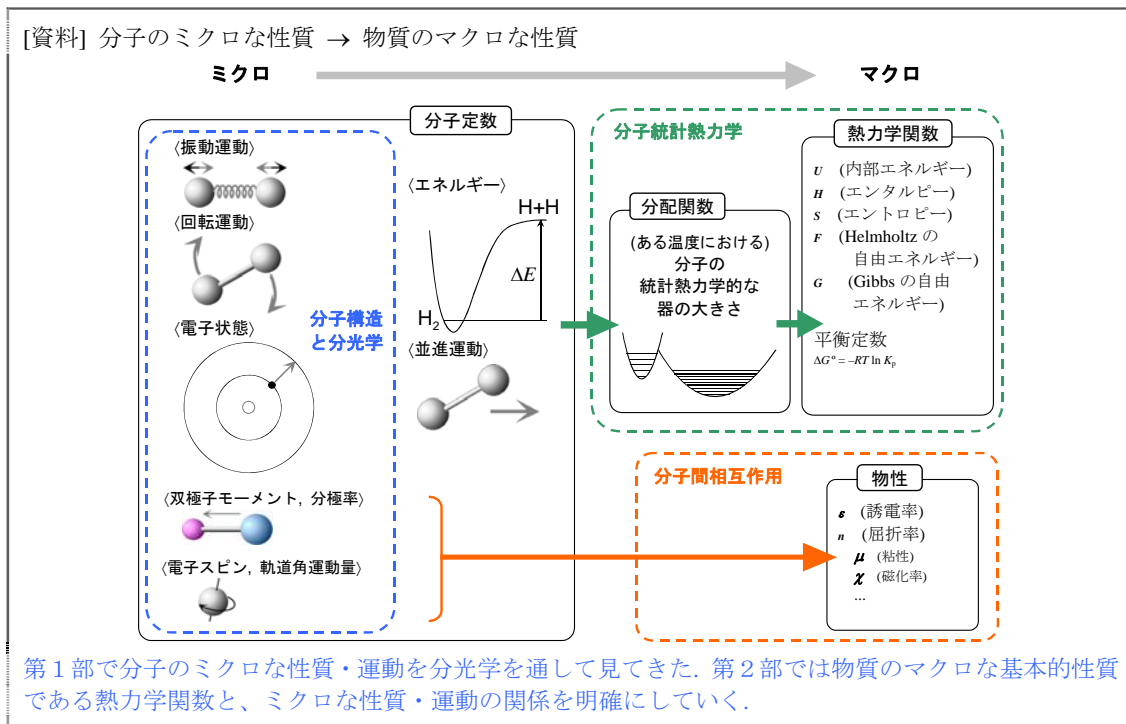 [資料] 分子のミクロな性質 → 物質のマクロな性質
ミクロ
マクロ
分子定数
〈振動運動〉
〈回転運動〉
〈電子状態〉
分子構造
と分光学
〈双極子モーメント, 分極率〉
〈電子スピン, 軌道角運動量〉
〈エネルギー〉
H+H
ΔE
H₂
〈並進運動〉
分子統計熱力学
分配関数
(ある温度における)
分子の
統計熱力学的な
器の大きさ
熱力学関数
U (内部エネルギー)
H (エンタルピー)
S (エントロピー)
F (Helmholtz の
自由エネルギー)
G (Gibbs の自由
エネルギー)
平衡定数
ΔG° = –RT ln Kₚ
分子間相互作用
物性
ε (誘電率)
n (屈折率)
μ (粘性)
χ (磁化率)
...
第１部で分子のミクロな性質・運動を分光学を通して見てきた. 第２部では物質のマクロな基本的性質
である熱力学関数と、ミクロな性質・運動の関係を明確にしていく.